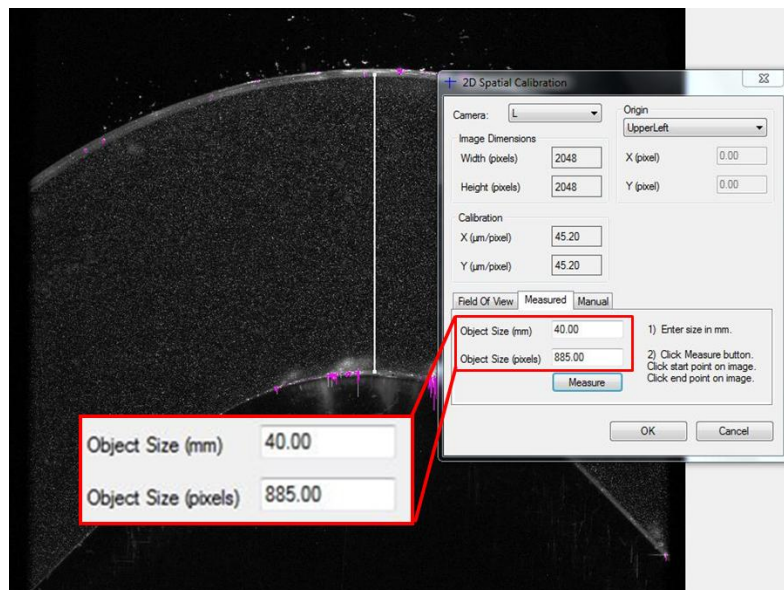 2D Spatial Calibration
Camera: L
Origin
UpperLeft
Image Dimensions
Width (pixels) 2048
X (pixel) 0.00
Height (pixels) 2048
Y (pixel) 0.00
Calibration
X (µm/pixel) 45.20
Y (µm/pixel) 45.20
Field Of View Measured Manual
Object Size (mm) 40.00
1) Enter size in mm.
Object Size (pixels) 885.00
2) Click Measure button.
Click start point on image.
Click end point on image.
Measure
OK Cancel
Object Size (mm) 40.00
Object Size (pixels) 885.00